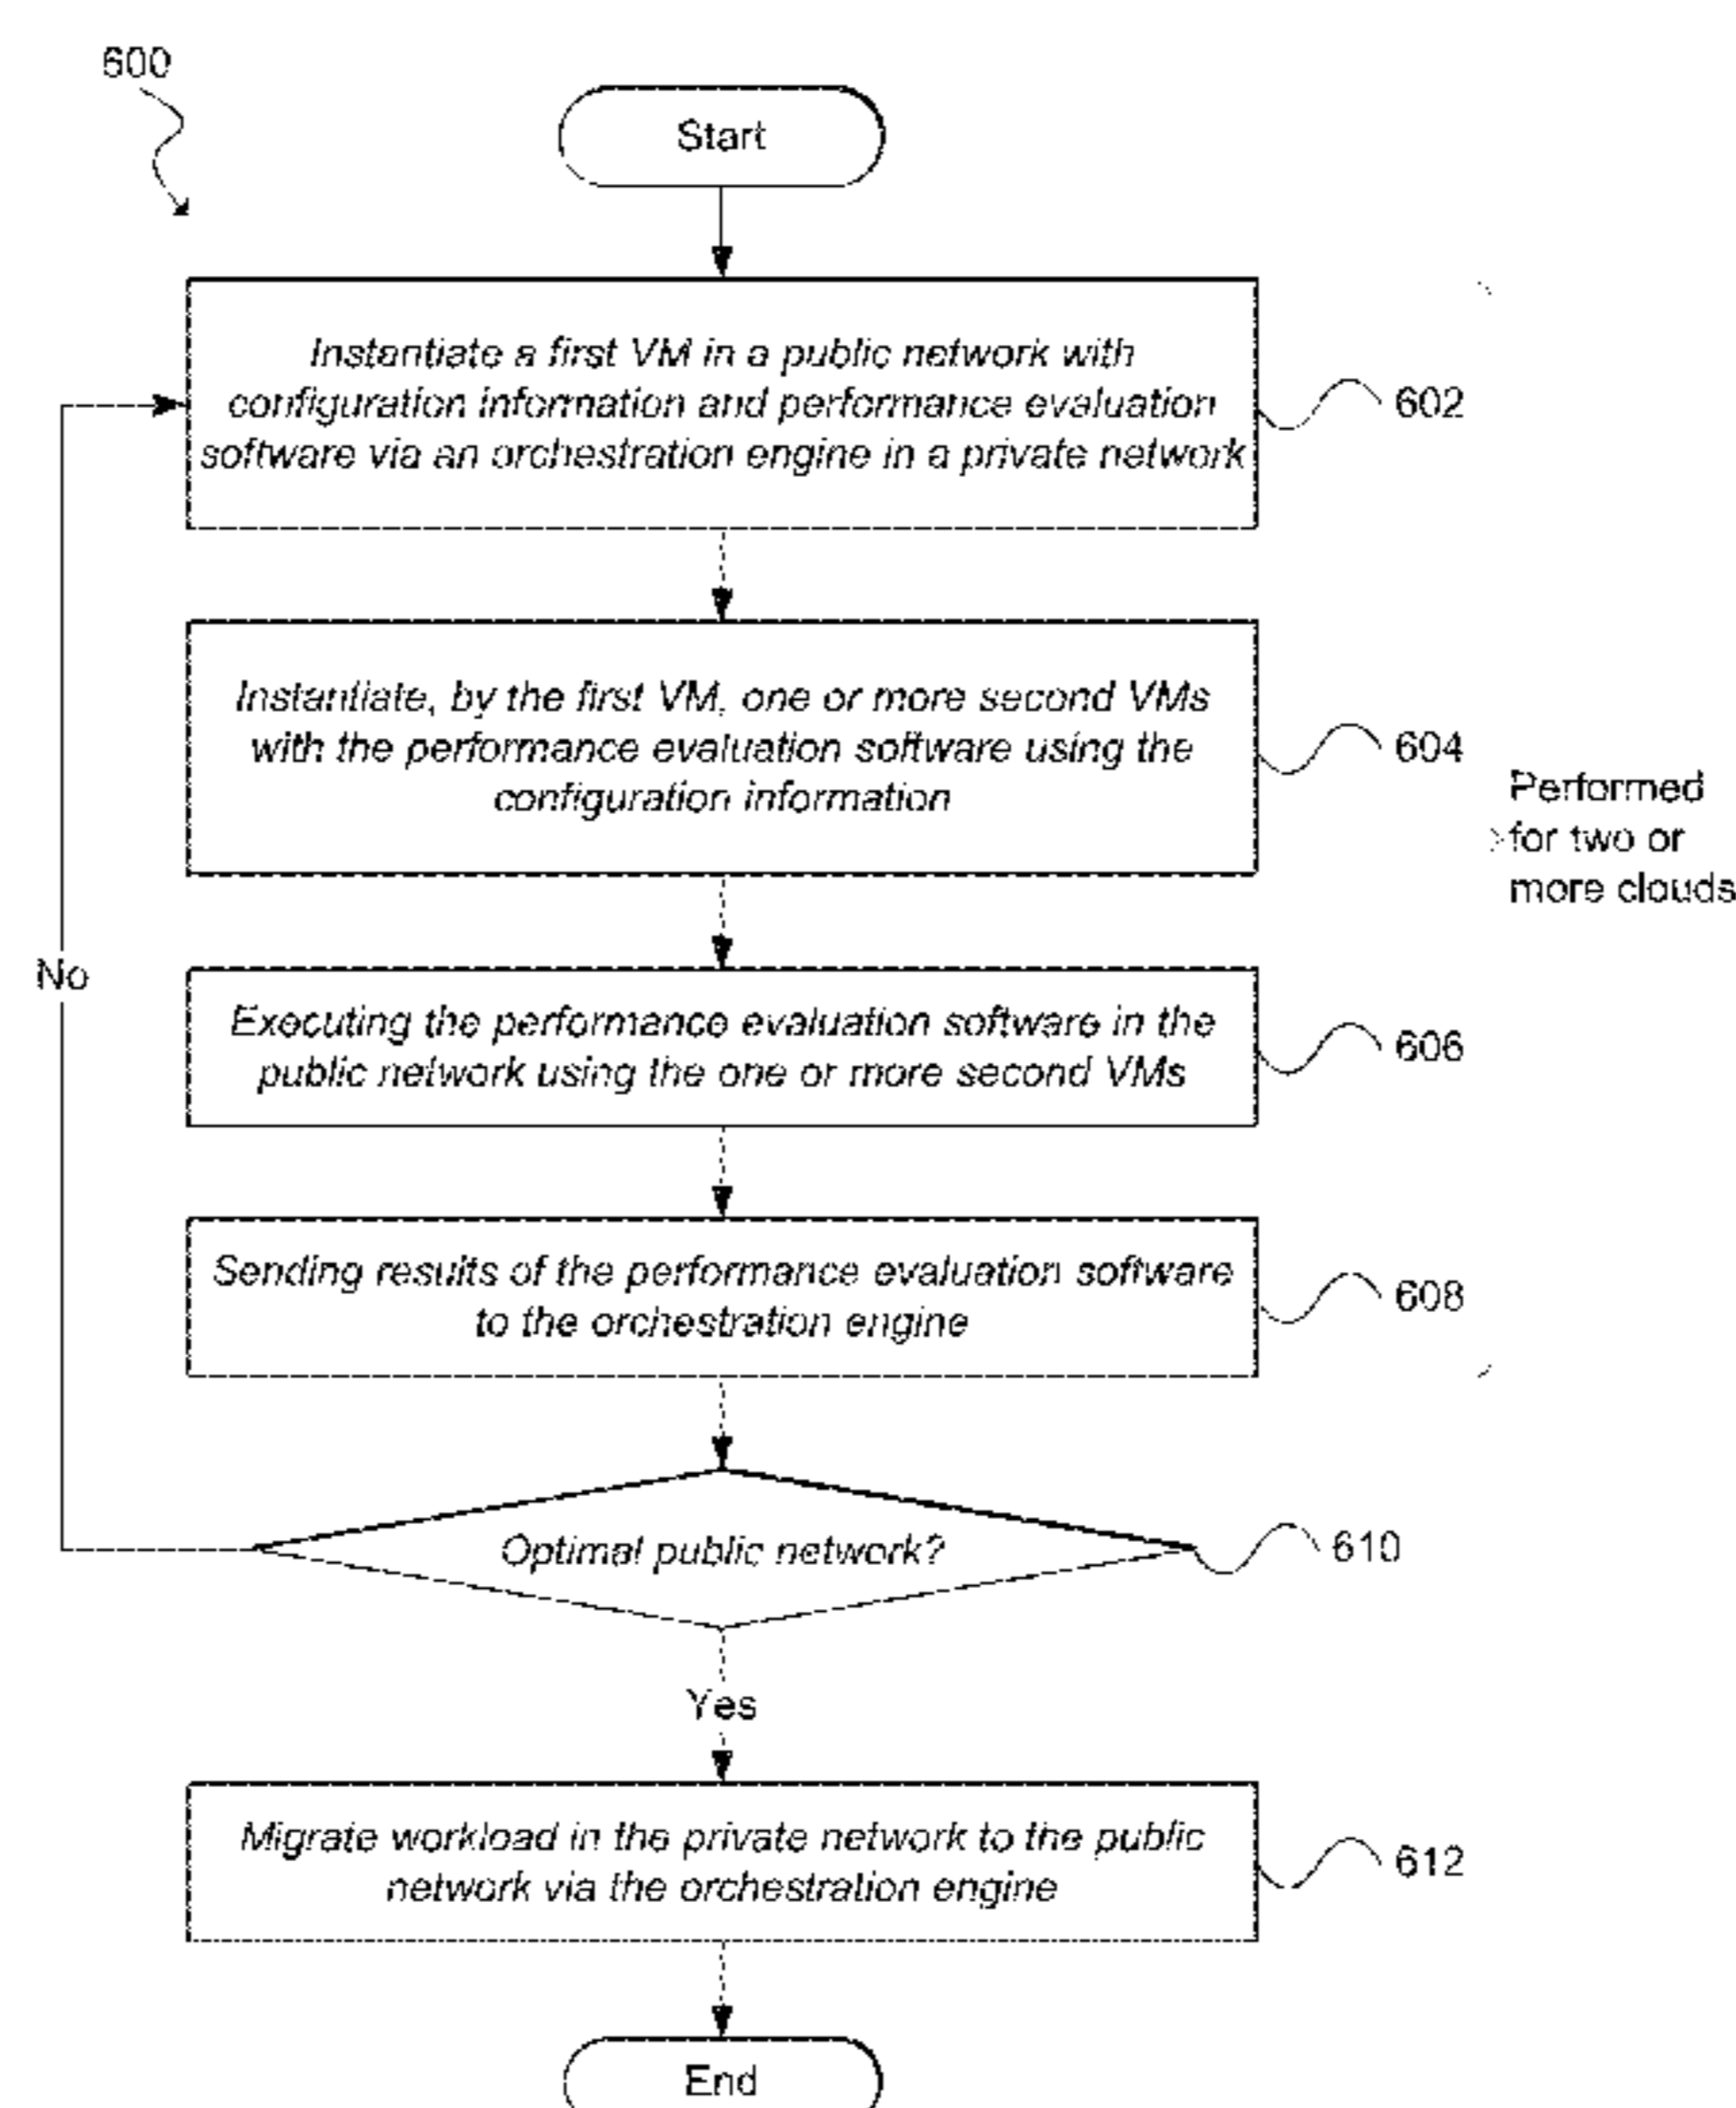 600
Start
Instantiate a first VM in a public network with
configuration information and performance evaluation
software via an orchestration engine in a private network
602
Instantiate, by the first VM, one or more second VMs
with the performance evaluation software using the
configuration information
604
Performed
for two or
more clouds
No
Executing the performance evaluation software in the
public network using the one or more second VMs
606
Sending results of the performance evaluation software
to the orchestration engine
608
Optimal public network?
610
Yes
Migrate workload in the private network to the public
network via the orchestration engine
612
End